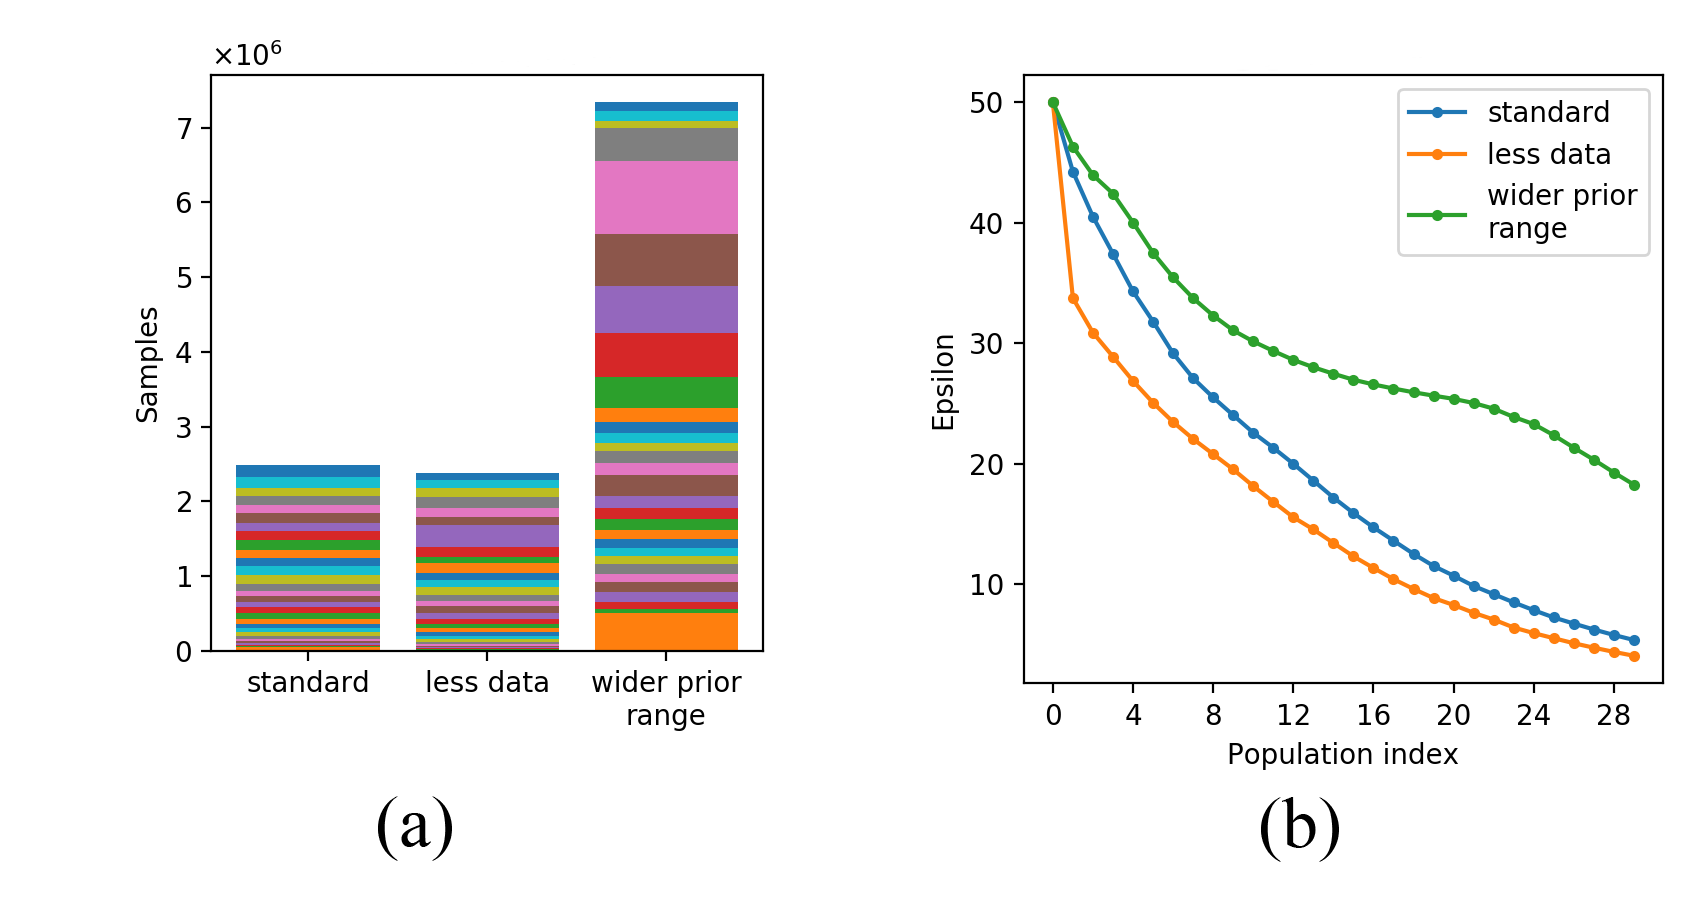 ×10⁶
7
6
5
4
3
2
1
0
Samples
standard
less data
wider prior
range
(a)
50
40
30
20
10
Epsilon
standard
less data
wider prior
range
0 4 8 12 16 20 24 28
Population index
(b)